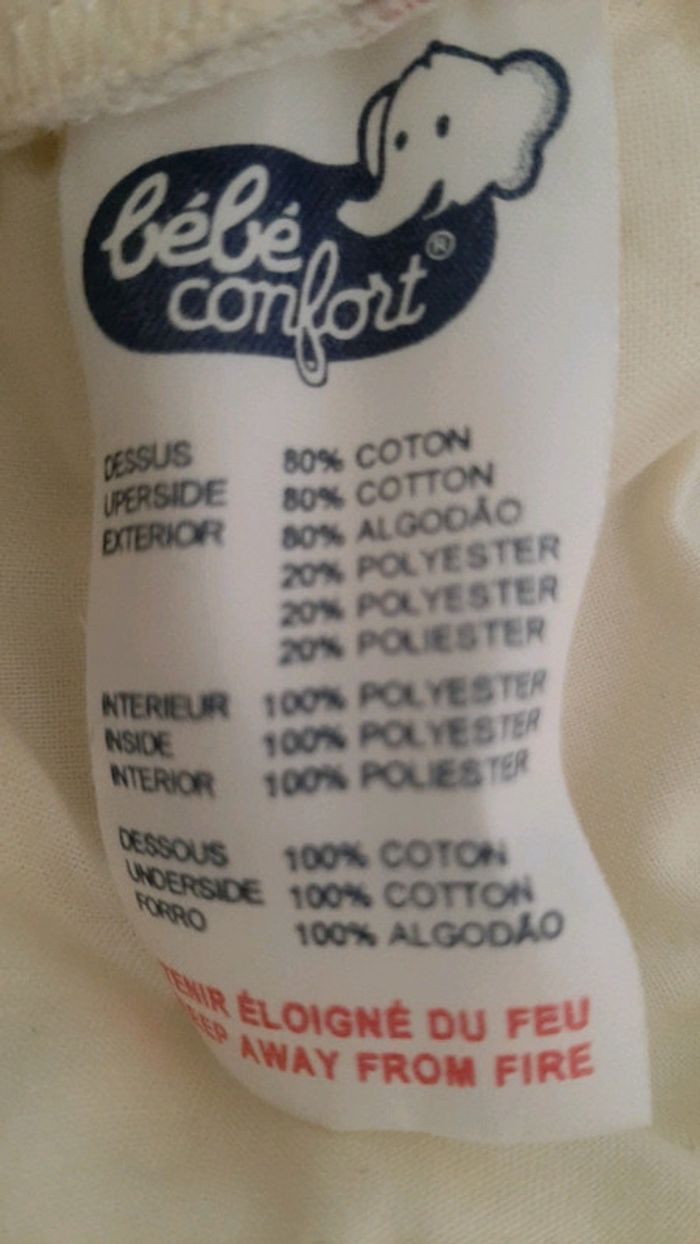 bébé
confort®
DESSUS 80% COTON
UPERSIDE 80% COTTON
EXTERIOR 80% ALGODÃO
20% POLYESTER
20% POLYESTER
20% POLIESTER
INTERIEUR 100% POLYESTER
INSIDE 100% POLYESTER
INTERIOR 100% POLIESTER
DESSOUS 100% COTON
UNDERSIDE 100% COTTON
FORRO 100% ALGODÃO
TENIR ÉLOIGNÉ DU FEU
EEP AWAY FROM FIRE